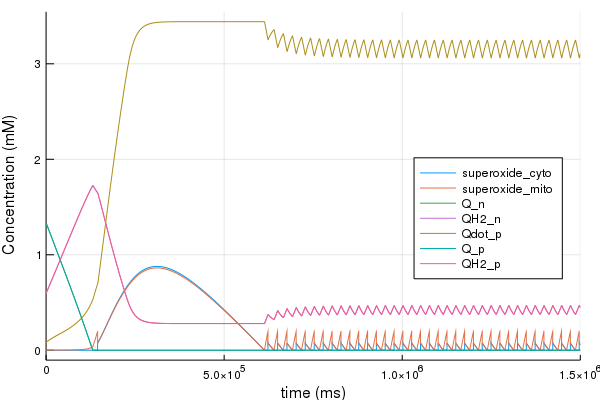 Concentration (mM)
3
2
1
0
superoxide_cyto
superoxide_mito
Q_n
QH2_n
Qdot_p
Q_p
QH2_p
0
5.0×10⁵
1.0×10⁶
1.5×10⁶
time (ms)